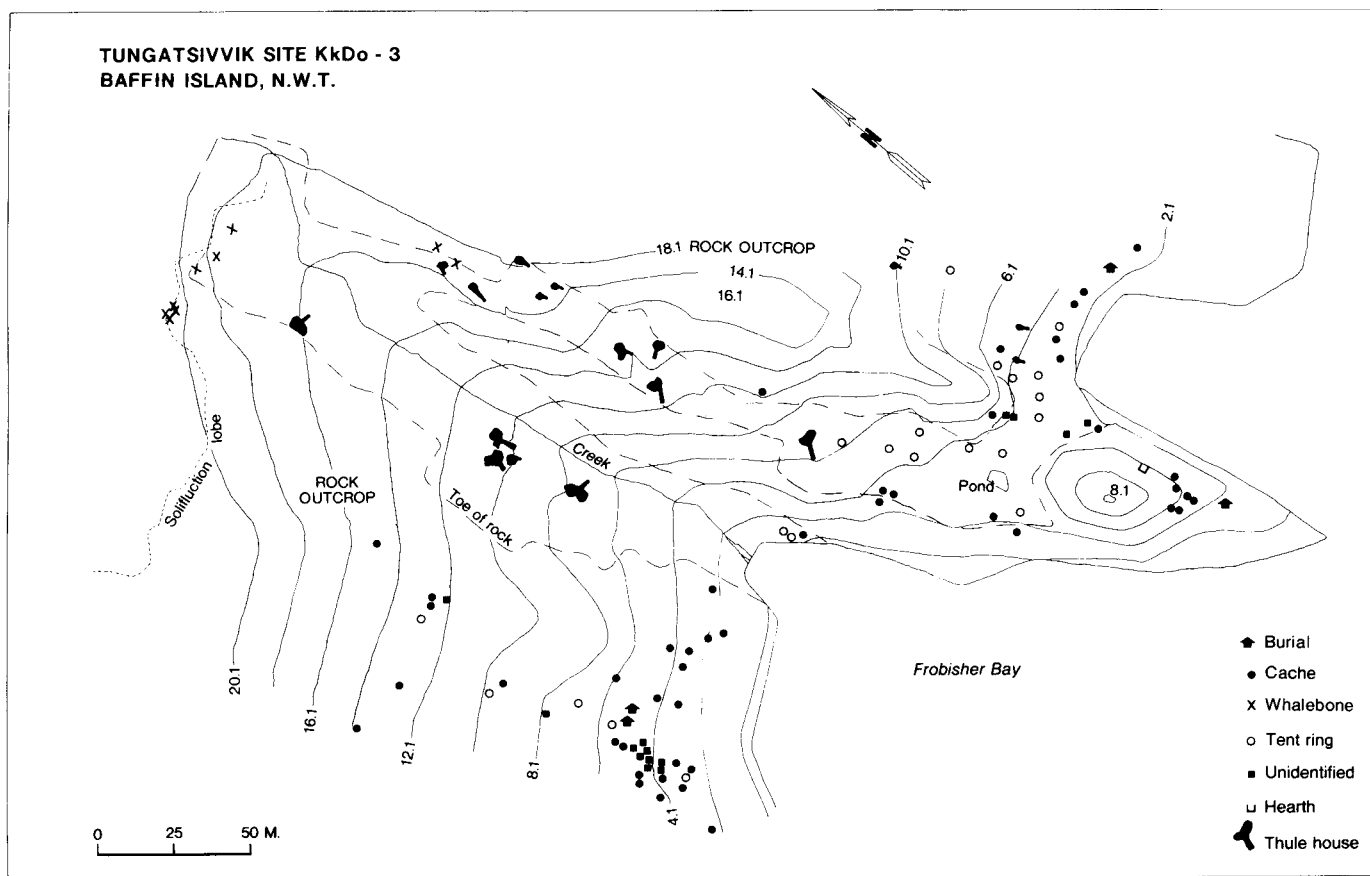 TUNGATSIVVIK SITE KkDo - 3
BAFFIN ISLAND, N.W.T.
N
2.1
18.1 ROCK OUTCROP
10.1
14.1
6.1
16.1
Solifluction lobe
Creek
ROCK
OUTCROP
Pond
8.1
Toe of rock
20.1
16.1
12.1
8.1
4.1
Frobisher Bay
Burial
Cache
Whalebone
Tent ring
Unidentified
Hearth
Thule house
0 25 50 M.